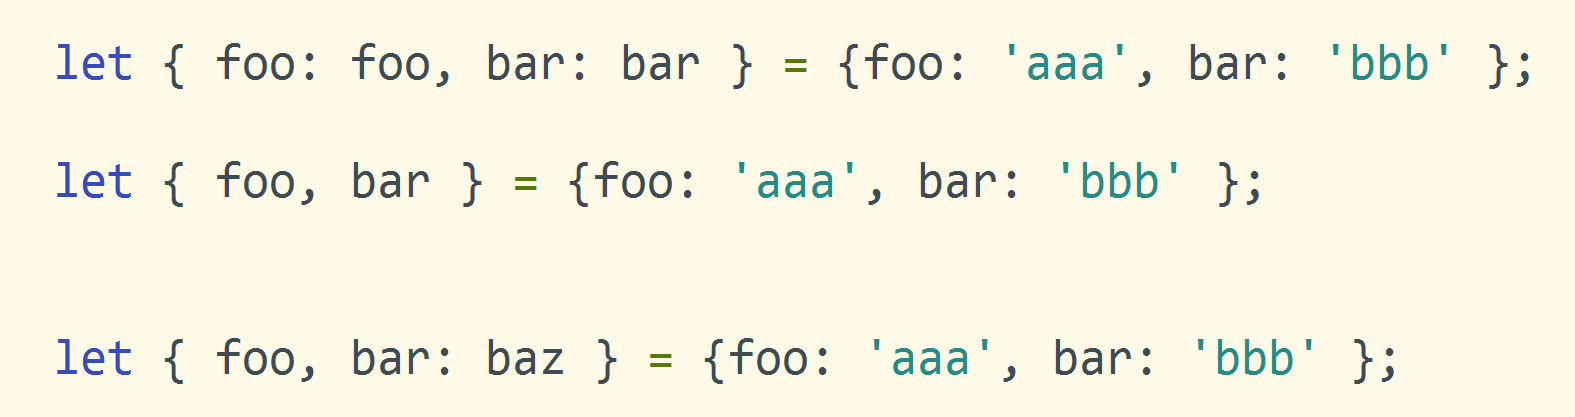 let { foo: foo, bar: bar } = {foo: 'aaa', bar: 'bbb' };
let { foo, bar } = {foo: 'aaa', bar: 'bbb' };
let { foo, bar: baz } = {foo: 'aaa', bar: 'bbb' };